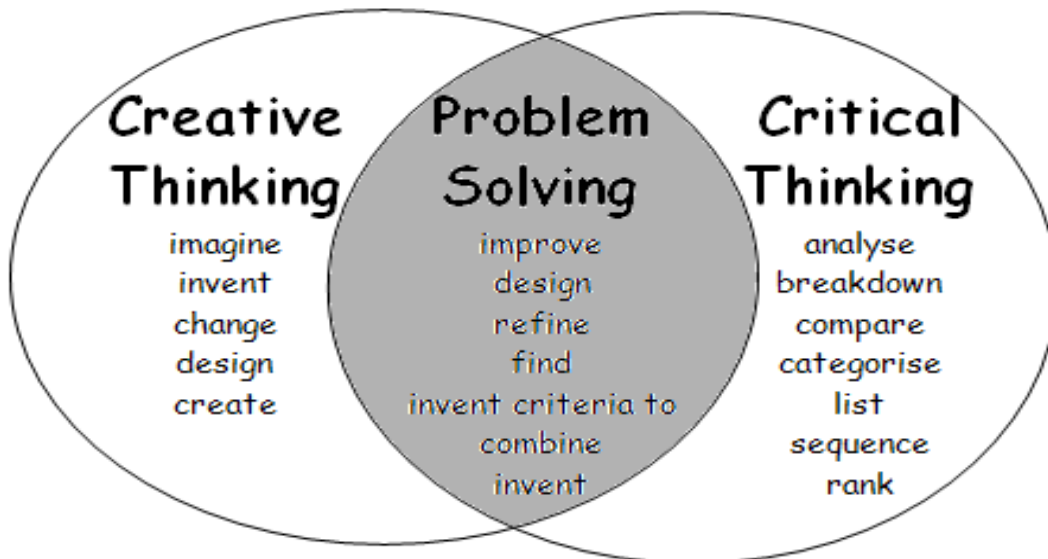 Creative
Thinking
imagine
invent
change
design
create
Problem
Solving
improve
design
refine
find
invent criteria to
combine
invent
Critical
Thinking
analyse
breakdown
compare
categorise
list
sequence
rank